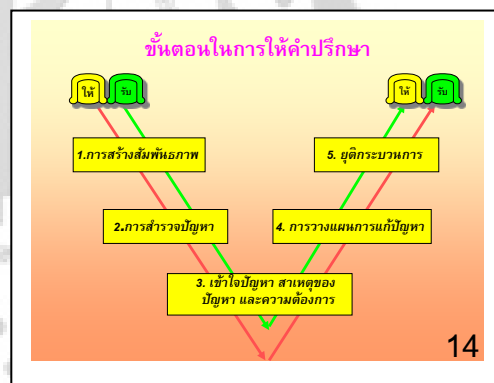 ขั้นตอนในการให้คำปรึกษา
ให้ รับ
ให้ รับ
1.การสร้างสัมพันธภาพ
5. ยุติกระบวนการ
2.การสำรวจปัญหา
4. การวางแผนการแก้ปัญหา
3. เข้าใจปัญหา สาเหตุของ
ปัญหา และความต้องการ
14